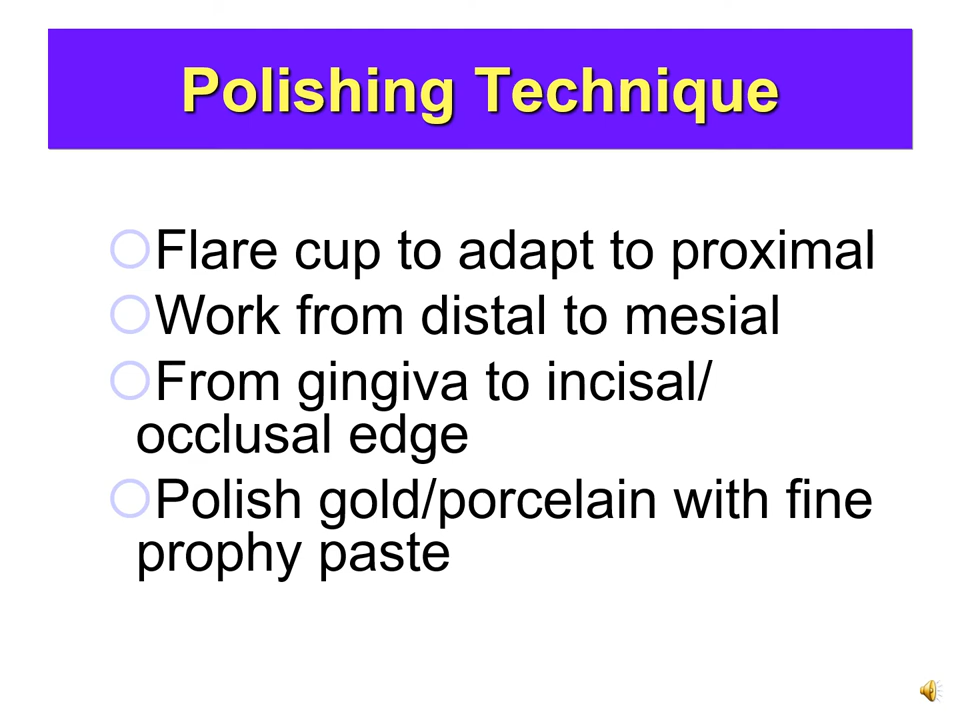 Polishing Technique
Flare cup to adapt to proximal
Work from distal to mesial
From gingiva to incisal/
occlusal edge
Polish gold/porcelain with fine
prophy paste